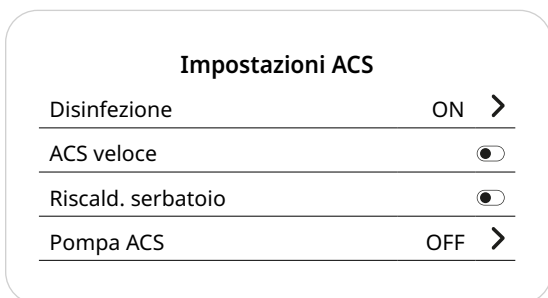 Impostazioni ACS
Disinfezione ON
ACS veloce
Riscald. serbatoio
Pompa ACS OFF